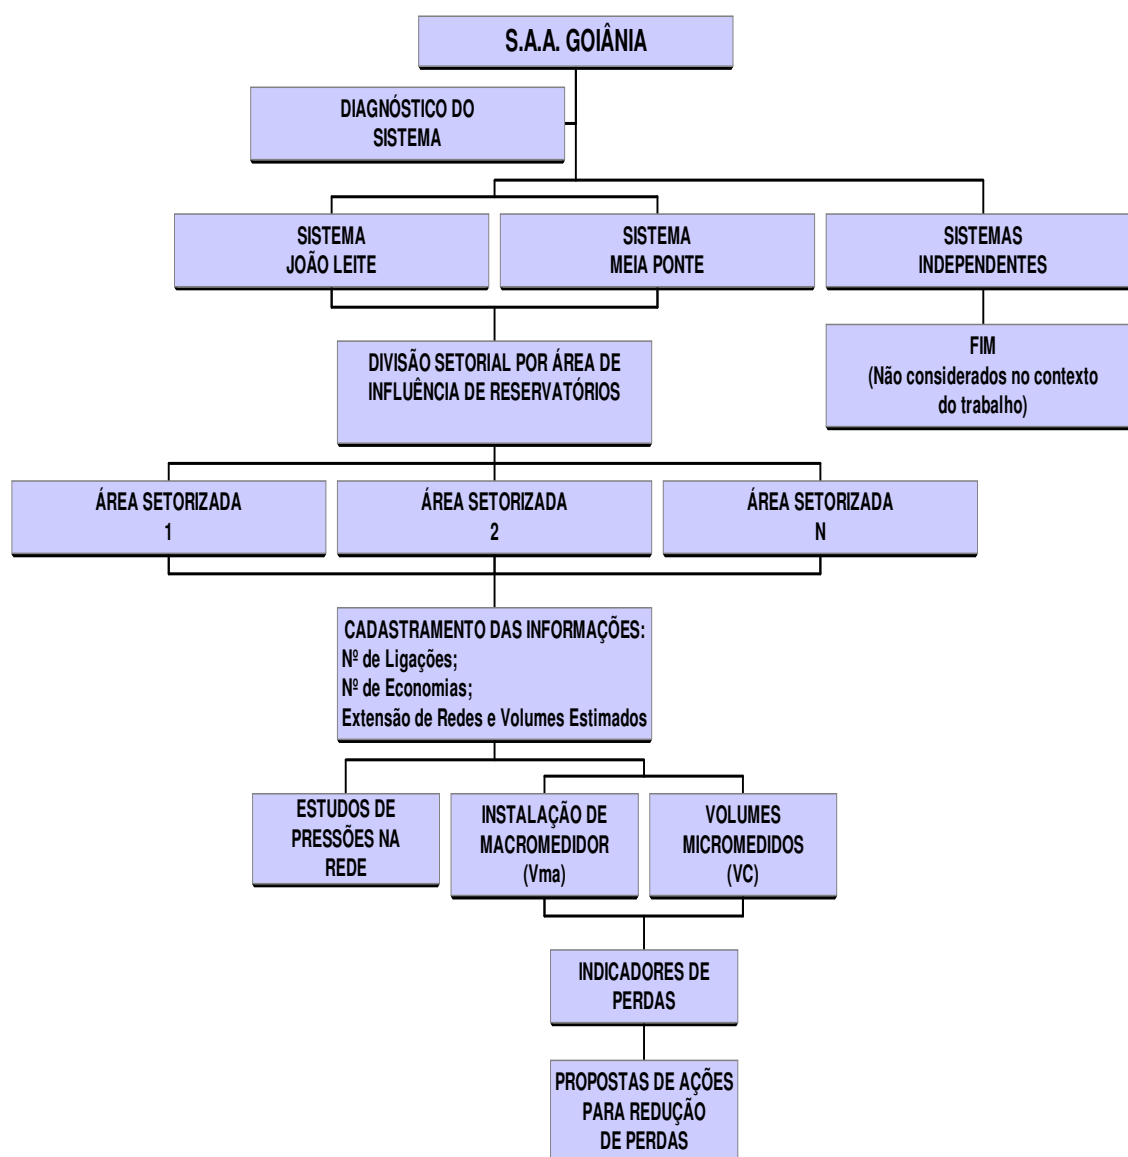 S.A.A. GOIÂNIA
DIAGNÓSTICO DO
SISTEMA
SISTEMA
JOÃO LEITE
SISTEMA
MEIA PONTE
SISTEMAS
INDEPENDENTES
DIVISÃO SETORIAL POR ÁREA DE
INFLUÊNCIA DE RESERVATÓRIOS
FIM
(Não considerados no contexto
do trabalho)
ÁREA SETORIZADA
1
ÁREA SETORIZADA
2
ÁREA SETORIZADA
N
CADASTRAMENTO DAS INFORMAÇÕES:
Nº de Ligações;
Nº de Economias;
Extensão de Redes e Volumes Estimados
ESTUDOS DE
PRESSÕES NA
REDE
INSTALAÇÃO DE
MACROMEDIDOR
(Vma)
VOLUMES
MICROMEDIDOS
(VC)
INDICADORES DE
PERDAS
PROPOSTAS DE AÇÕES
PARA REDUÇÃO
DE PERDAS